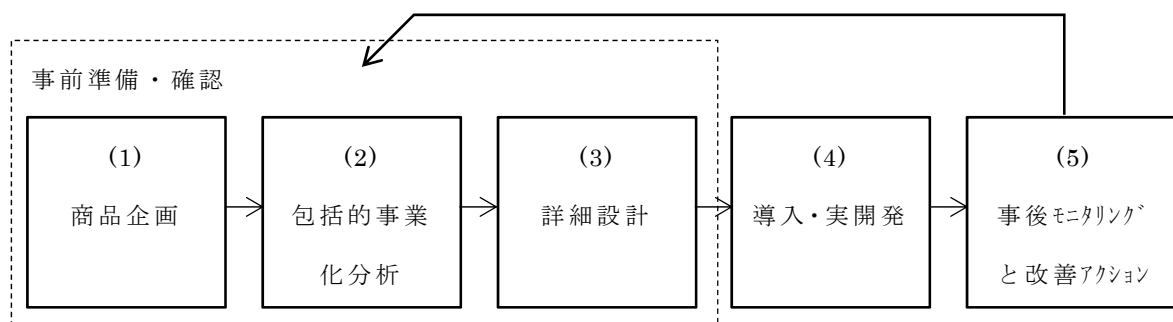 事前準備・確認
(1)
商品企画
(2)
包括的事業
化分析
(3)
詳細設計
(4)
導入・実開発
(5)
事後ﾓﾆﾀﾘﾝｸﾞ
と改善ｱｸｼｮﾝ